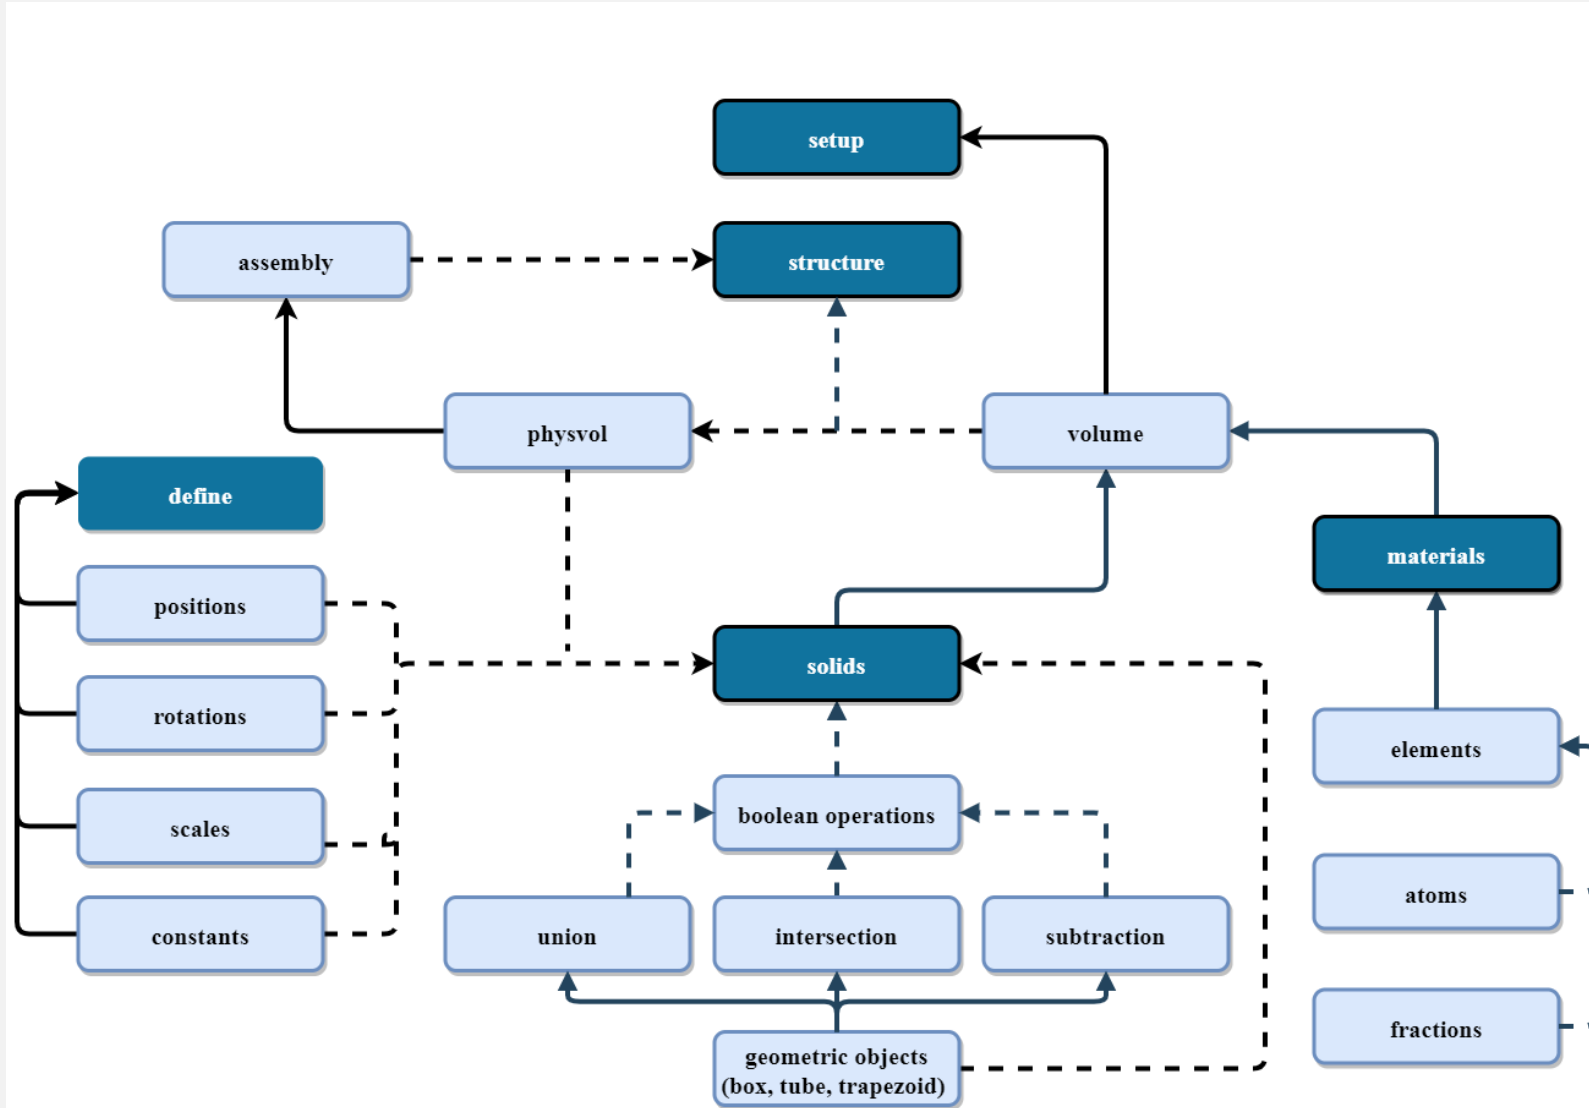 setup
assembly
structure
physvol
volume
define
materials
positions
solids
rotations
elements
scales
boolean operations
atoms
constants
union
intersection
subtraction
fractions
geometric objects
(box, tube, trapezoid)